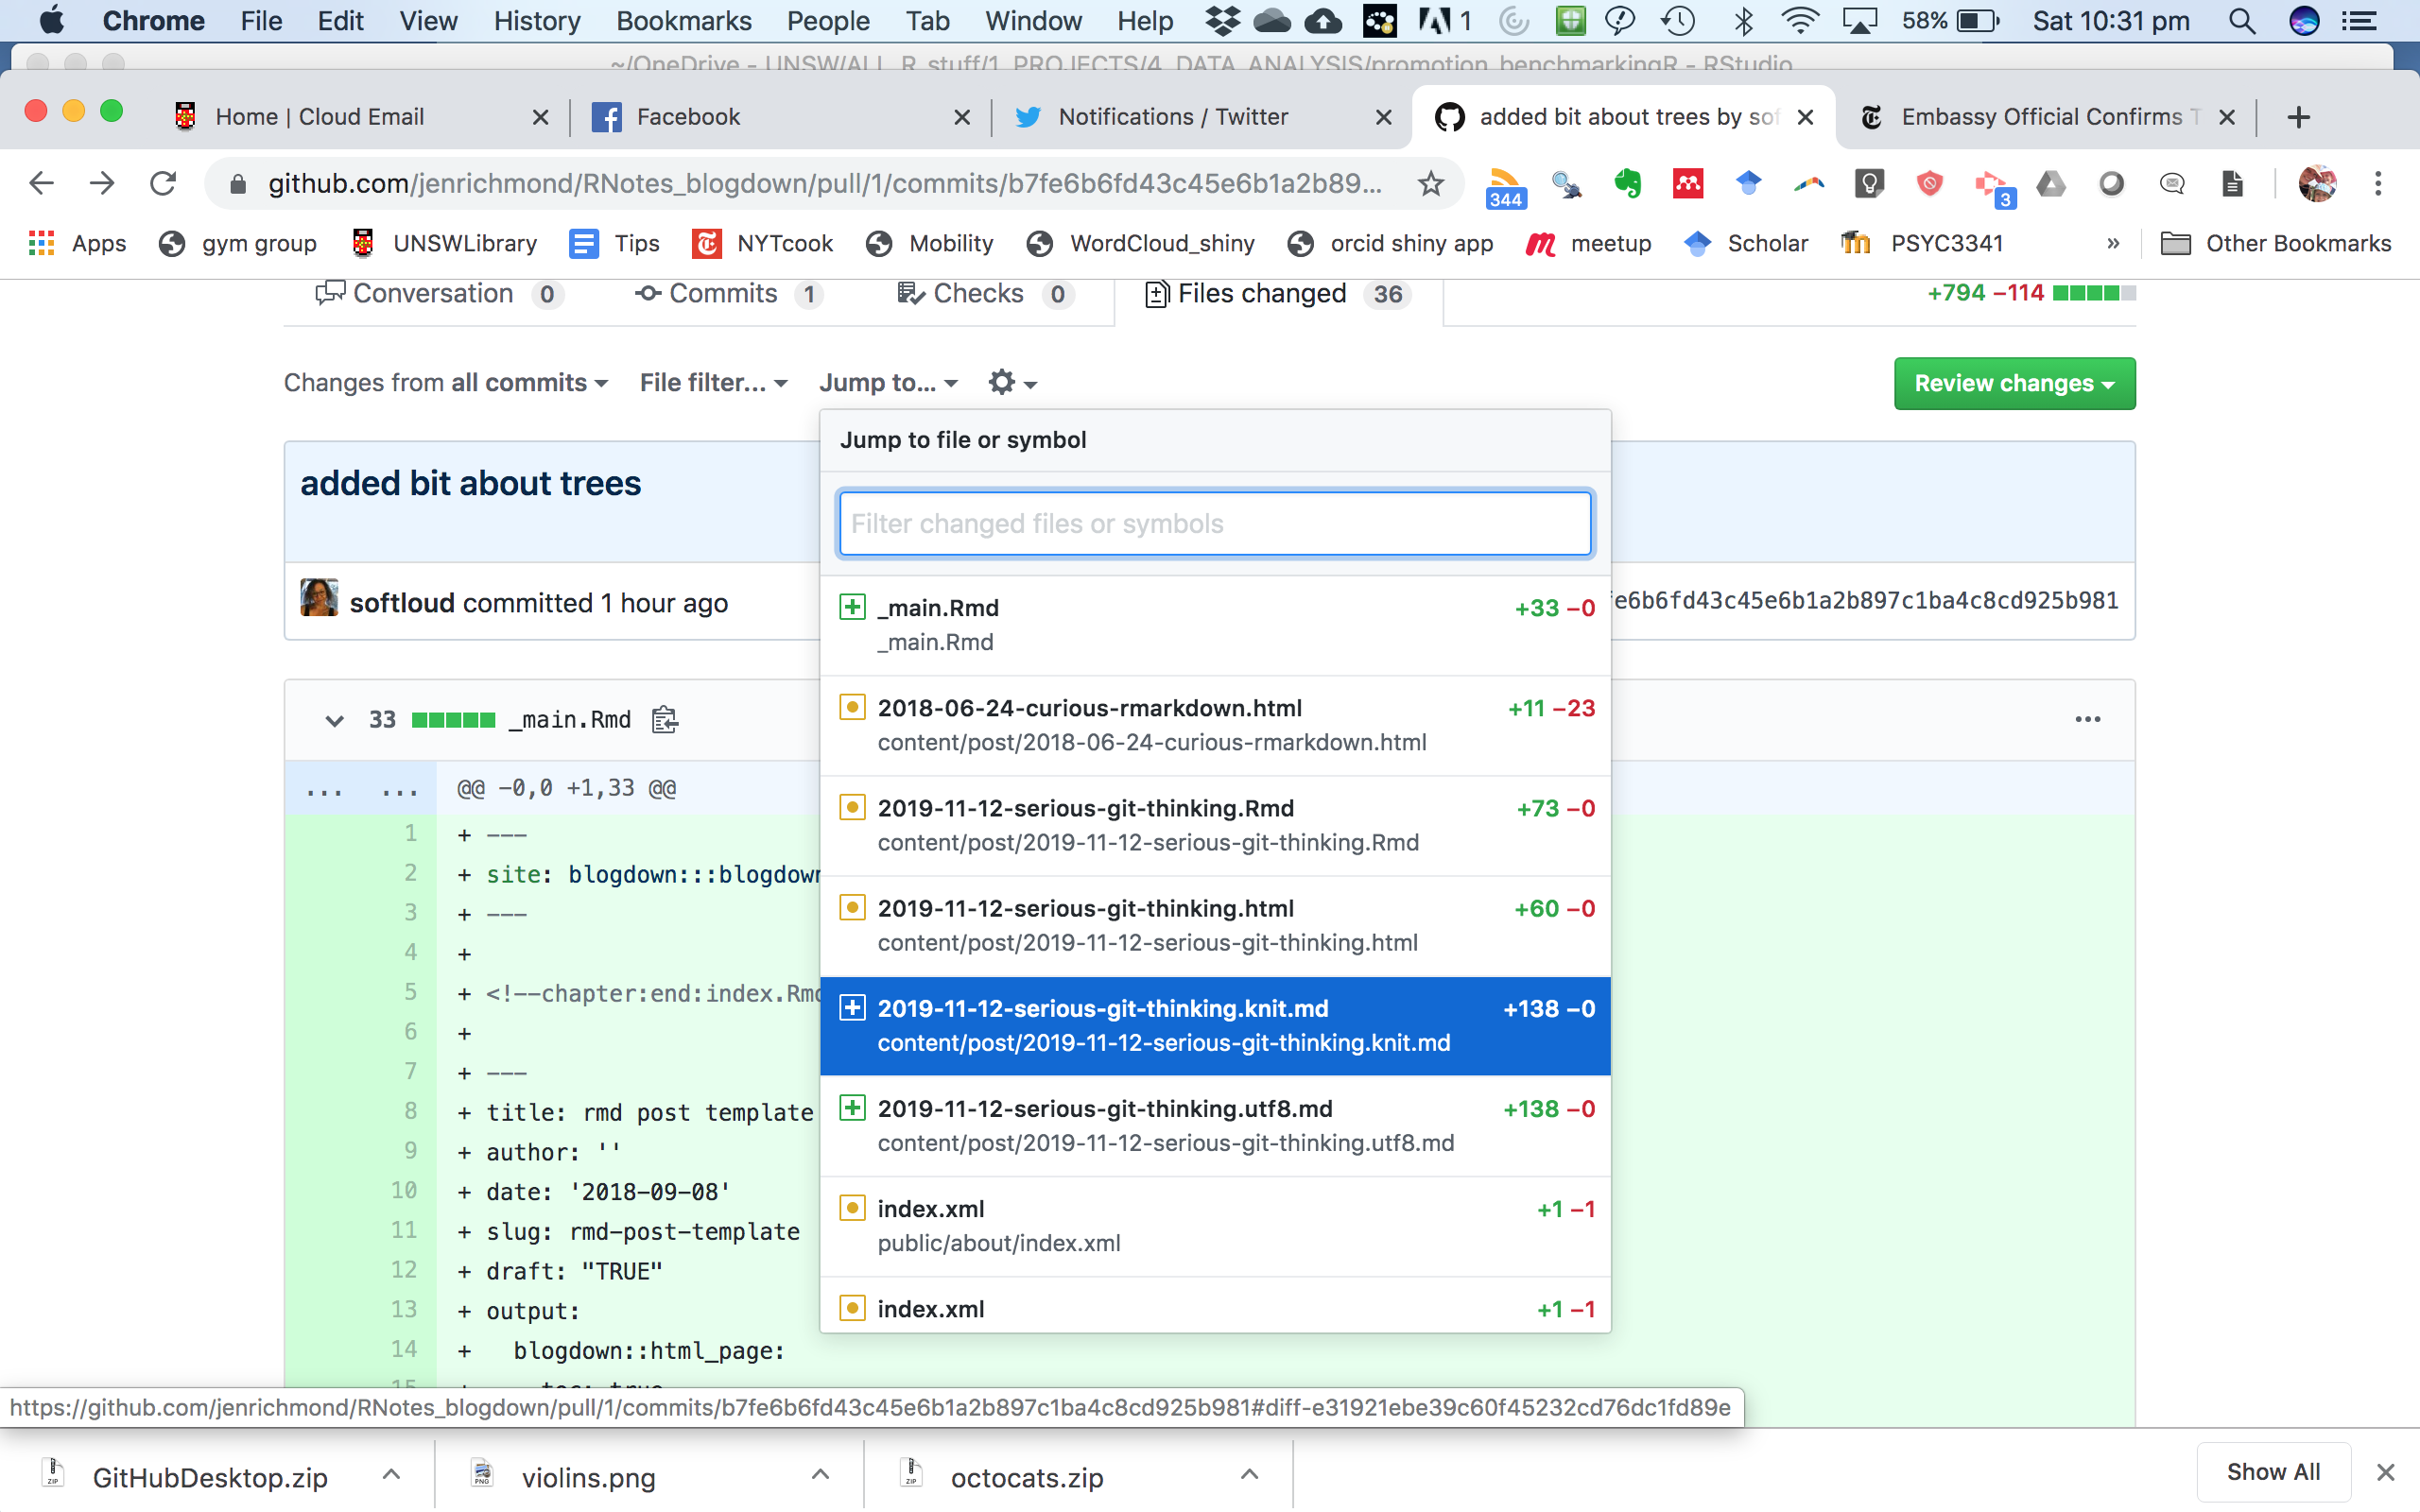 Chrome File Edit View History Bookmarks People Tab Window Help 1 58% Sat 10:31 pm
~/OneDrive - UNSW/ALL_R_stuff/1_PROJECTS/4_DATA_ANALYSIS/promotion_benchmarkingR - RStudio
Home | Cloud Email Facebook Notifications / Twitter added bit about trees by sof Embassy Official Confirms T
github.com/jenrichmond/RNotes_blogdown/pull/1/commits/b7fe6b6fd43c45e6b1a2b89... 344 3
Apps gym group UNSWLibrary Tips NYTcook Mobility WordCloud_shiny orcid shiny app meetup Scholar PSYC3341 » Other Bookmarks
Conversation 0 Commits 1 Checks 0 Files changed 36 +794 −114
Changes from all commits File filter... Jump to... Review changes
Jump to file or symbol
added bit about trees
Filter changed files or symbols
softloud committed 1 hour ago
e6b6fd43c45e6b1a2b897c1ba4c8cd925b981
_main.Rmd +33 −0
_main.Rmd
2018-06-24-curious-rmarkdown.html +11 −23
content/post/2018-06-24-curious-rmarkdown.html
2019-11-12-serious-git-thinking.Rmd +73 −0
content/post/2019-11-12-serious-git-thinking.Rmd
2019-11-12-serious-git-thinking.html +60 −0
content/post/2019-11-12-serious-git-thinking.html
2019-11-12-serious-git-thinking.knit.md +138 −0
content/post/2019-11-12-serious-git-thinking.knit.md
2019-11-12-serious-git-thinking.utf8.md +138 −0
content/post/2019-11-12-serious-git-thinking.utf8.md
index.xml +1 −1
public/about/index.xml
index.xml +1 −1
33 _main.Rmd ...
... ... @@ -0,0 +1,33 @@
1 + ---
2 + site: blogdown:::blogdown
3 + ---
4 +
5 + <!--chapter:end:index.Rmd
6 +
7 + ---
8 + title: rmd post template
9 + author: ''
10 + date: '2018-09-08'
11 + slug: rmd-post-template
12 + draft: "TRUE"
13 + output:
14 + blogdown::html_page:
15 + toc: true
https://github.com/jenrichmond/RNotes_blogdown/pull/1/commits/b7fe6b6fd43c45e6b1a2b897c1ba4c8cd925b981#diff-e31921ebe39c60f45232cd76dc1fd89e
GitHubDesktop.zip violins.png octocats.zip Show All